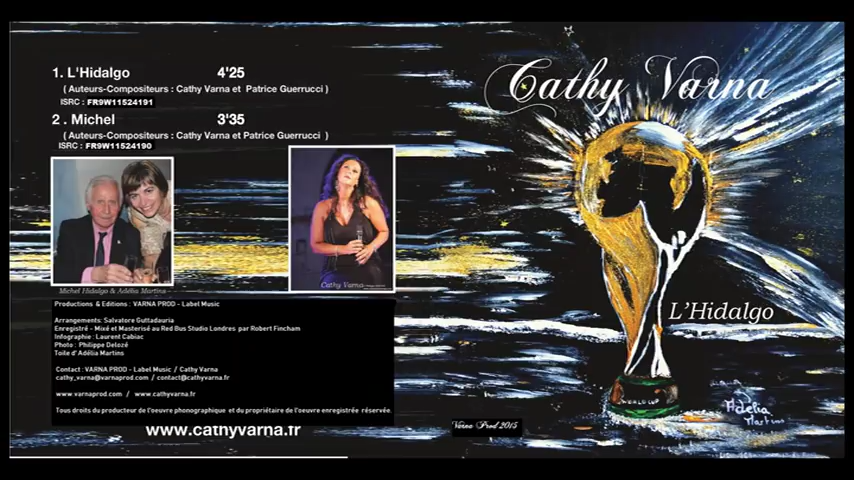 1. L'Hidalgo 4'25
( Auteurs-Compositeurs : Cathy Varna et Patrice Guerrucci )
ISRC : FR9W11524191
2 . Michel 3'35
( Auteurs-Compositeurs : Cathy Varna et Patrice Guerrucci )
ISRC : FR9W11524190
Michel Hidalgo & Adélia Martins
Cathy Varna
Productions & Editions : VARNA PROD - Label Music
Arrangements: Salvatore Guttadauria
Enregistré - Mixé et Masterisé au Red Bus Studio Londres par Robert Fincham
Infographie : Laurent Cabiac
Photo : Philippe Delozé
Toile d'Adélia Martins
Contact : VARNA PROD - Label Music / Cathy Varna
cathy_varna@varnaprod.com / contact@cathyvarna.fr
www.varnaprod.com / www.cathyvarna.fr
Tous droits du producteur de l'oeuvre phonographique et du propriétaire de l'oeuvre enregistrée réservée.
www.cathyvarna.fr
Cathy Varna
L'Hidalgo
WORLD CUP
Adélia
Martins
Varna Prod 2015